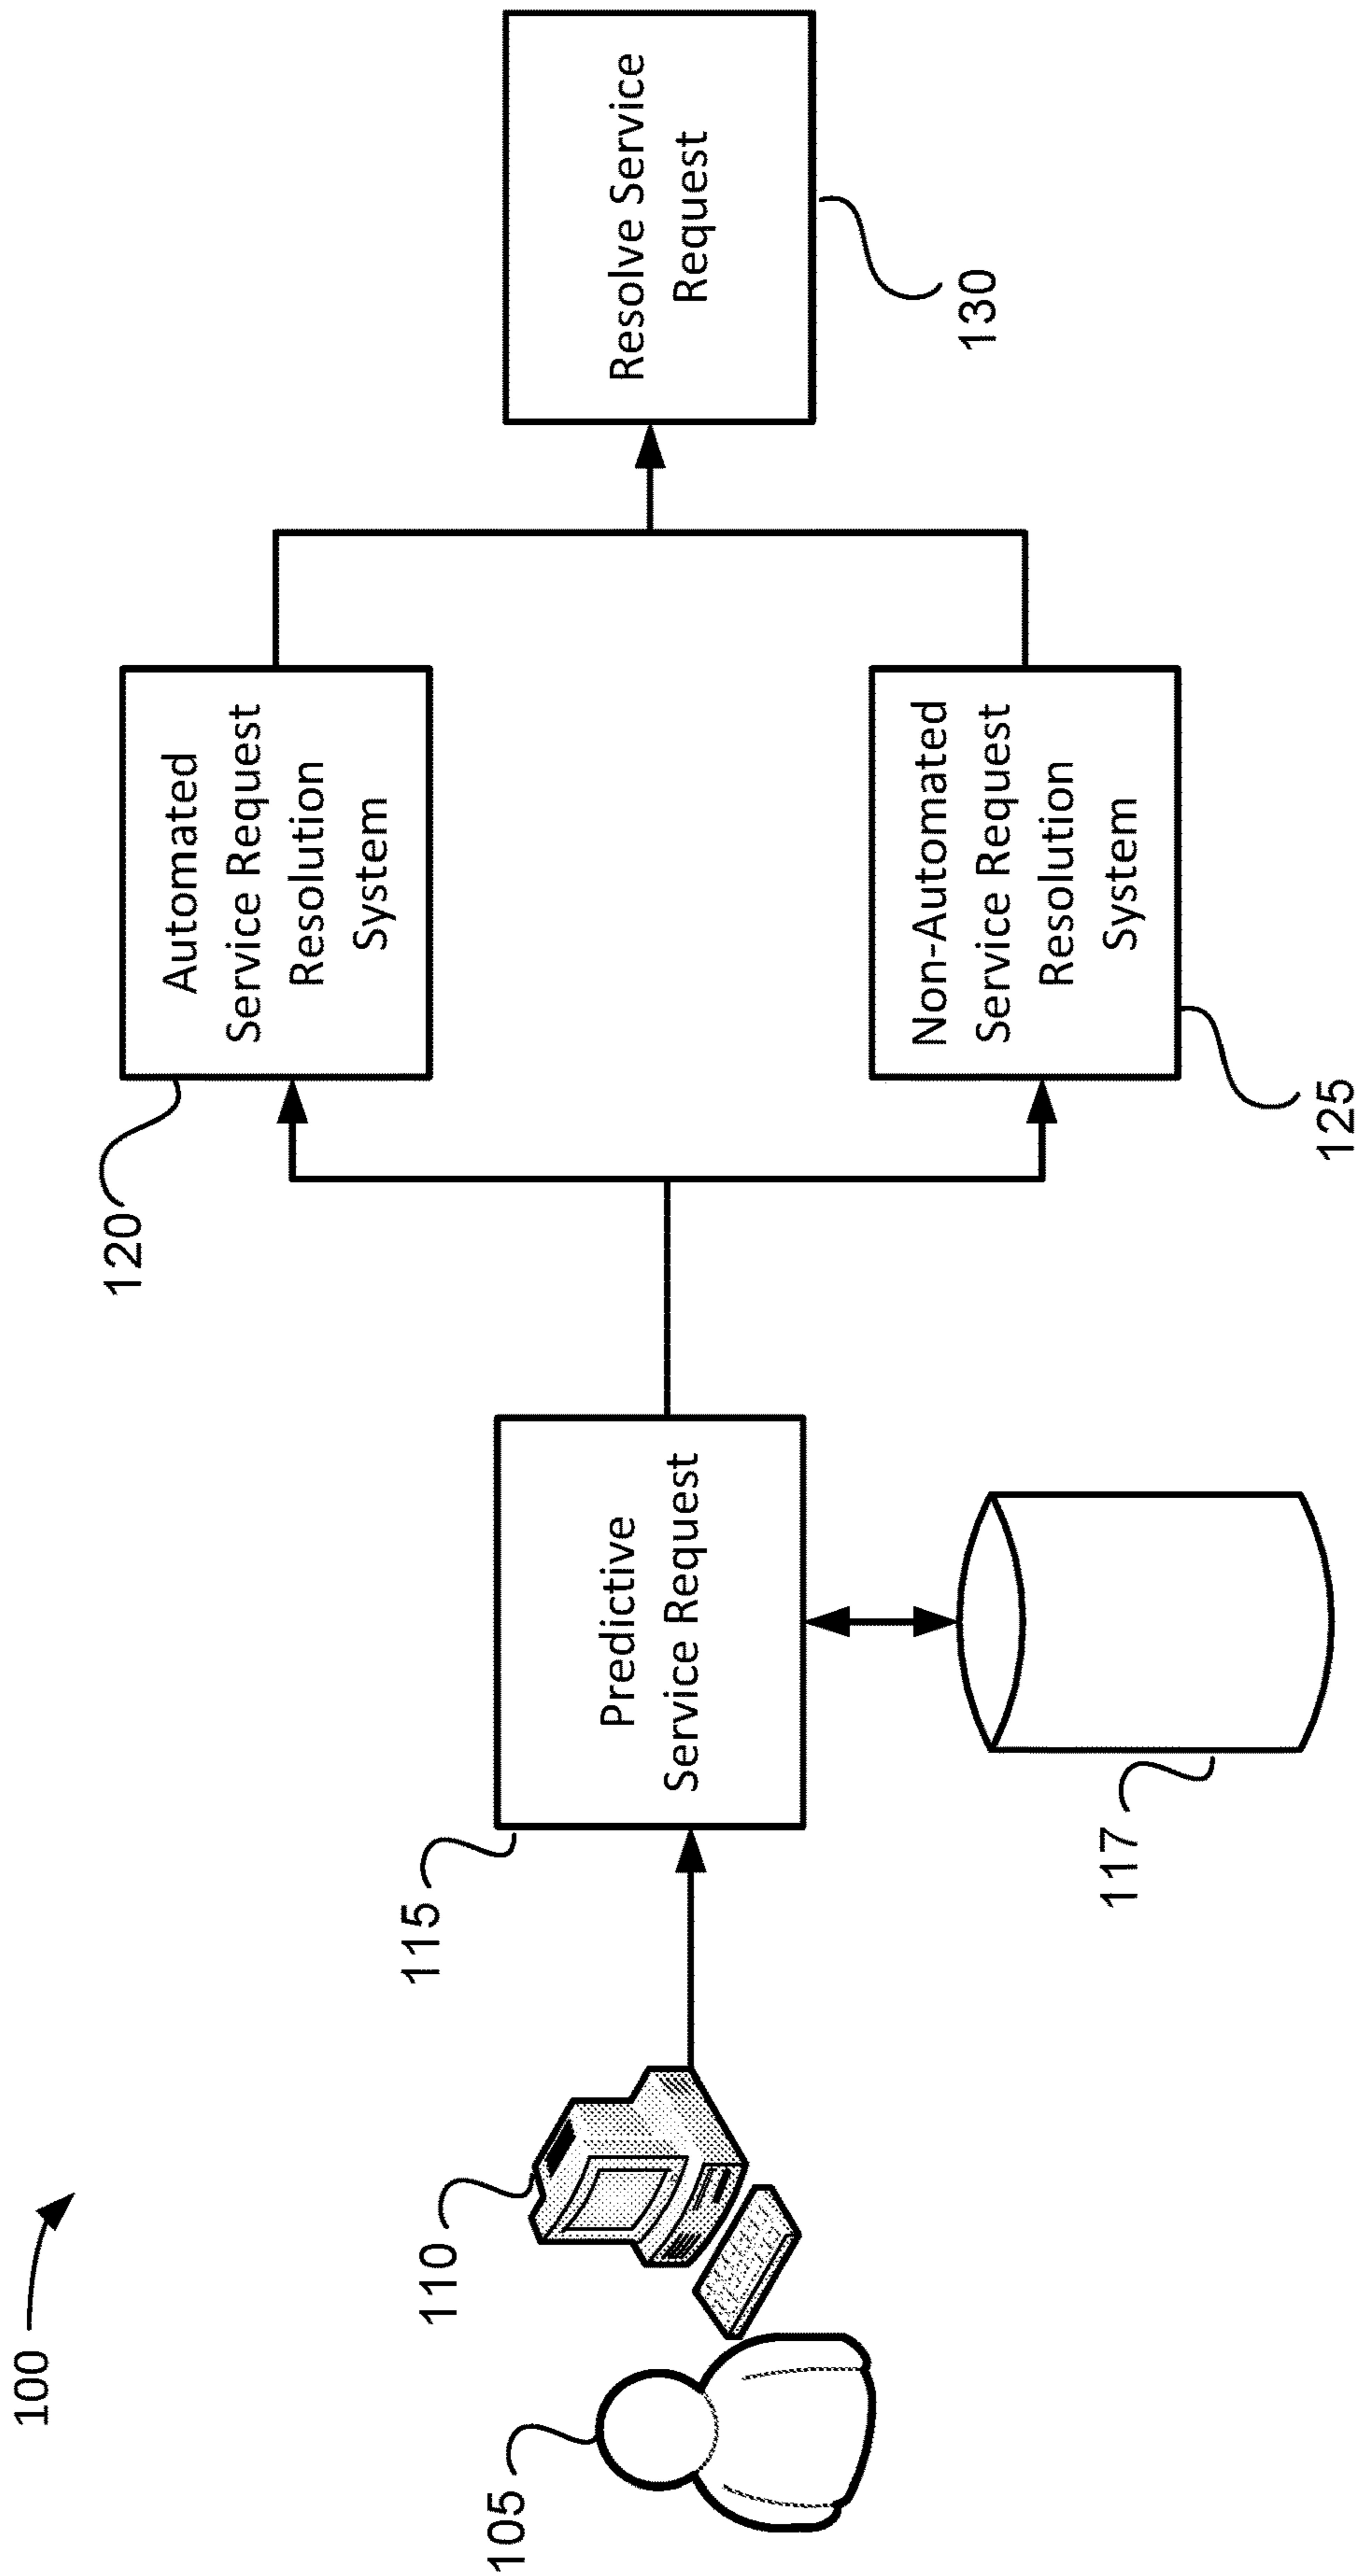 100
105
110
115
Predictive
Service Request
117
120
Automated
Service Request
Resolution
System
Non-Automated
Service Request
Resolution
System
125
Resolve Service
Request
130